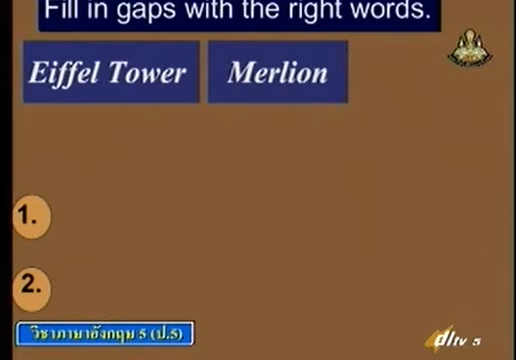 Fill in gaps with the right words.
Eiffel Tower
Merlion
1.
2.
วิชาภาษาอังกฤษ 5 (ป.5)
dltv 5